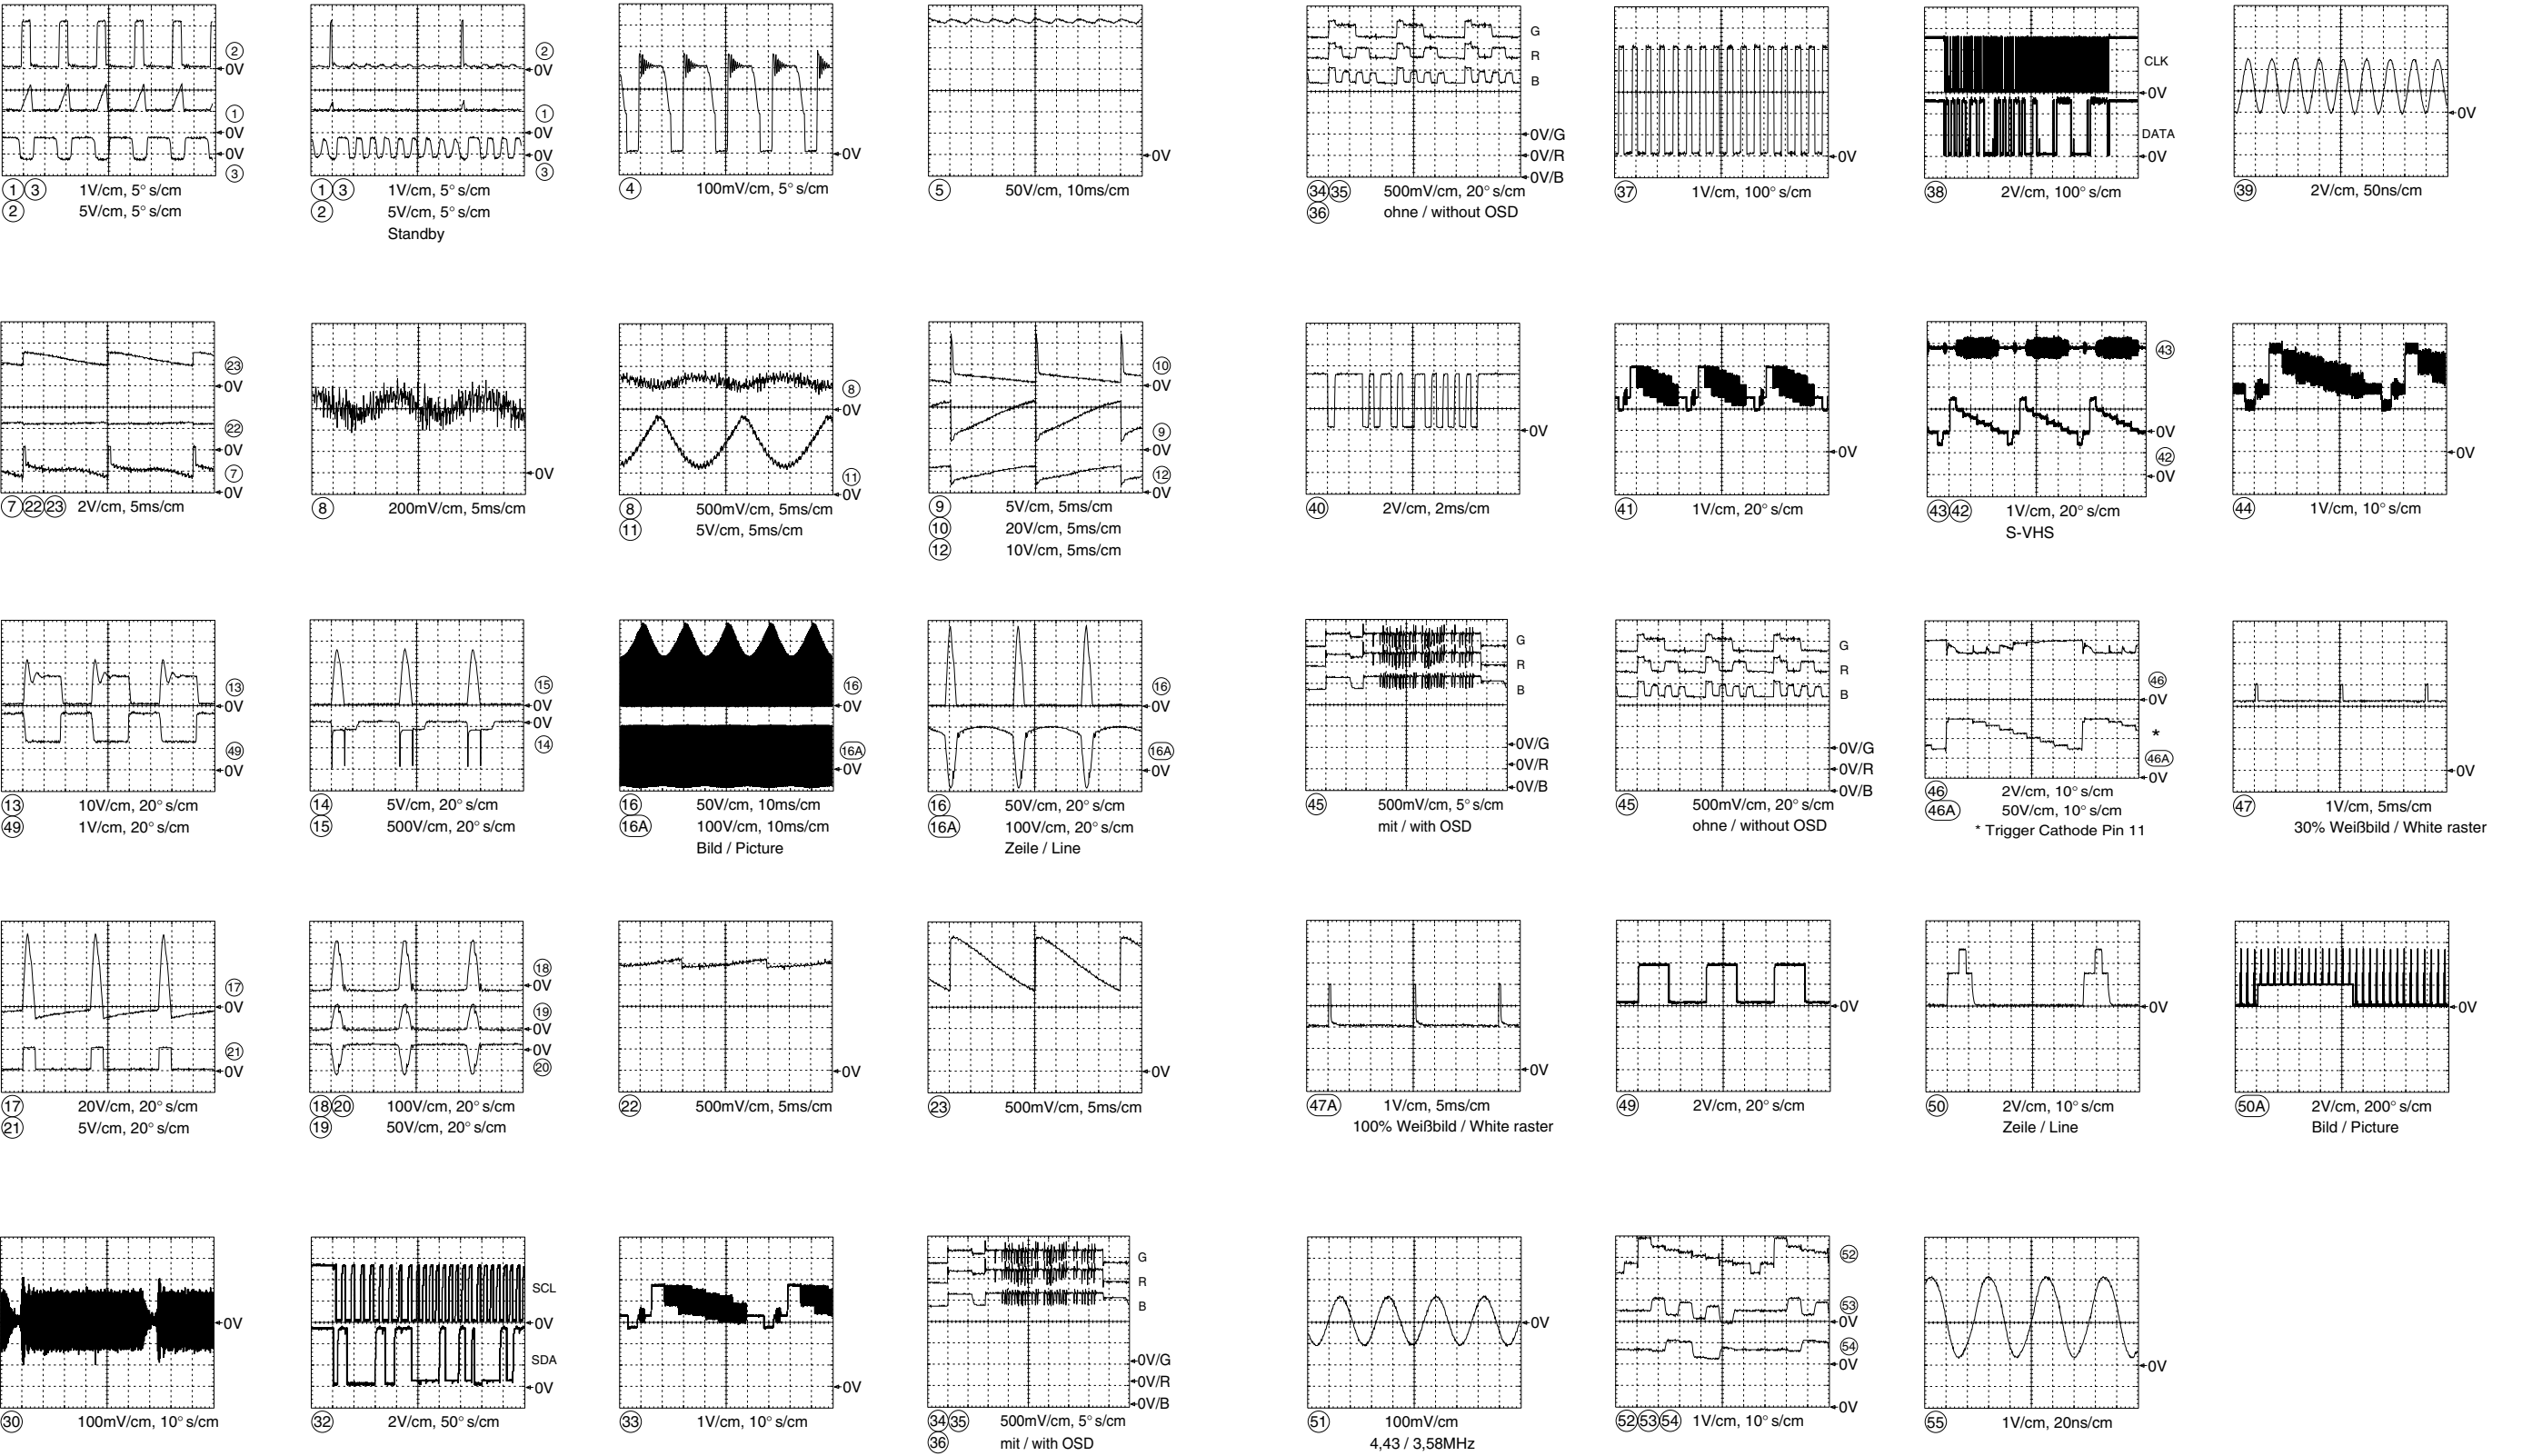 ② 0V ① 0V 0V ③
①③ 1V/cm, 5° s/cm
② 5V/cm, 5° s/cm
② 0V ① 0V 0V ③
①③ 1V/cm, 5° s/cm
② 5V/cm, 5° s/cm
Standby
0V
④ 100mV/cm, 5° s/cm
0V
⑤ 50V/cm, 10ms/cm
G R B 0V/G 0V/R 0V/B
㉞㉟ 500mV/cm, 20° s/cm
㊱ ohne / without OSD
0V
㊲ 1V/cm, 100° s/cm
CLK 0V DATA 0V
㊳ 2V/cm, 100° s/cm
0V
㊴ 2V/cm, 50ns/cm
㉓ 0V ㉒ 0V ⑦ 0V
⑦㉒㉓ 2V/cm, 5ms/cm
0V
⑧ 200mV/cm, 5ms/cm
⑧ 0V ⑪ 0V
⑧ 500mV/cm, 5ms/cm
⑪ 5V/cm, 5ms/cm
⑩ 0V ⑨ 0V ⑫ 0V
⑨ 5V/cm, 5ms/cm
⑩ 20V/cm, 5ms/cm
⑫ 10V/cm, 5ms/cm
0V
㊵ 2V/cm, 2ms/cm
0V
㊶ 1V/cm, 20° s/cm
㊸ 0V ㊷ 0V
㊸㊷ 1V/cm, 20° s/cm
S-VHS
0V
㊹ 1V/cm, 10° s/cm
⑬ 0V ㊾ 0V
⑬ 10V/cm, 20° s/cm
㊾ 1V/cm, 20° s/cm
⑮ 0V 0V ⑭
⑭ 5V/cm, 20° s/cm
⑮ 500V/cm, 20° s/cm
⑯ 0V 16A 0V
⑯ 50V/cm, 10ms/cm
16A 100V/cm, 10ms/cm
Bild / Picture
⑯ 0V 16A 0V
⑯ 50V/cm, 20° s/cm
16A 100V/cm, 20° s/cm
Zeile / Line
G R B 0V/G 0V/R 0V/B
㊺ 500mV/cm, 5° s/cm
mit / with OSD
G R B 0V/G 0V/R 0V/B
㊺ 500mV/cm, 20° s/cm
ohne / without OSD
㊻ 0V * 46A 0V
㊻ 2V/cm, 10° s/cm
46A 50V/cm, 10° s/cm
* Trigger Cathode Pin 11
0V
㊼ 1V/cm, 5ms/cm
30% Weißbild / White raster
⑰ 0V ㉑ 0V
⑰ 20V/cm, 20° s/cm
㉑ 5V/cm, 20° s/cm
⑱ 0V ⑲ 0V 0V ⑳
⑱⑳ 100V/cm, 20° s/cm
⑲ 50V/cm, 20° s/cm
0V
㉒ 500mV/cm, 5ms/cm
0V
㉓ 500mV/cm, 5ms/cm
0V
47A 1V/cm, 5ms/cm
100% Weißbild / White raster
0V
㊾ 2V/cm, 20° s/cm
0V
㊿ 2V/cm, 10° s/cm
Zeile / Line
0V
50A 2V/cm, 200° s/cm
Bild / Picture
0V
㉚ 100mV/cm, 10° s/cm
SCL 0V SDA 0V
㉜ 2V/cm, 50° s/cm
0V
㉝ 1V/cm, 10° s/cm
G R B 0V/G 0V/R 0V/B
㉞㉟ 500mV/cm, 5° s/cm
㊱ mit / with OSD
0V
51 100mV/cm
4,43 / 3,58MHz
52 53 0V 54 0V 0V
52 53 54 1V/cm, 10° s/cm
0V
55 1V/cm, 20ns/cm